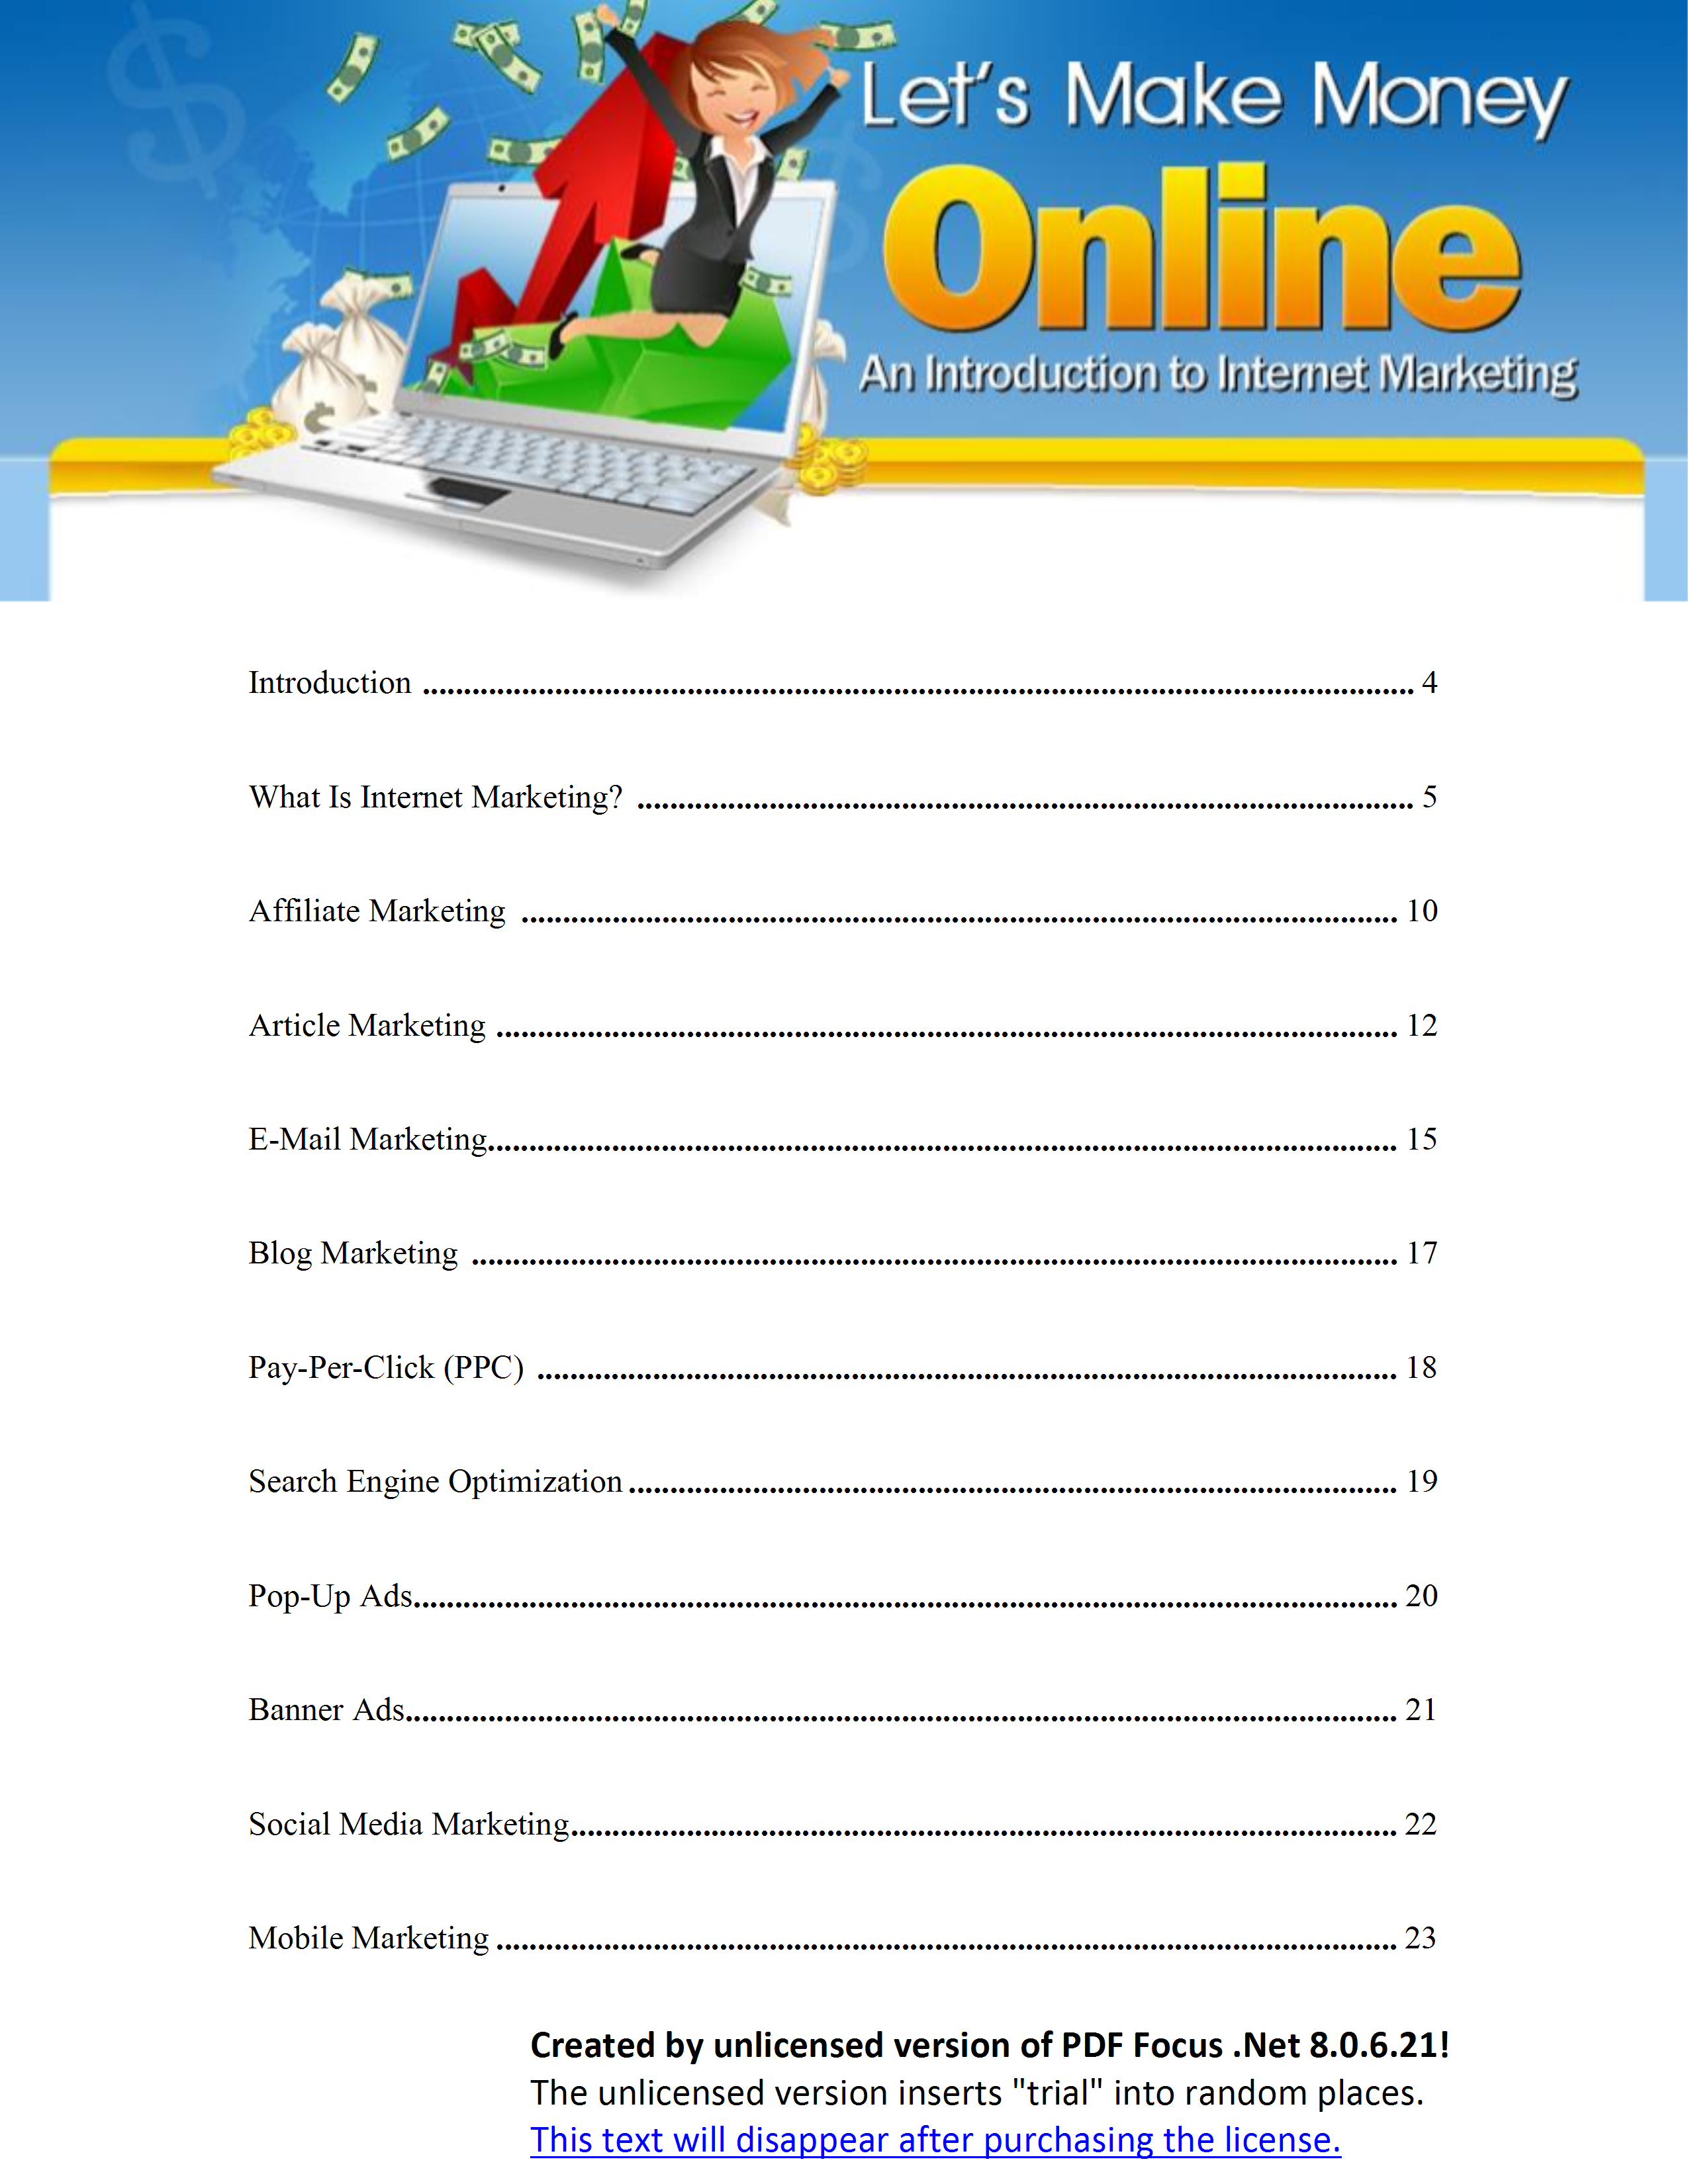 Let's Make Money
Online
An Introduction to Internet Marketing
Introduction ........................................................................................................................ 4
What Is Internet Marketing? .............................................................................................. 5
Affiliate Marketing .......................................................................................................... 10
Article Marketing ............................................................................................................. 12
E-Mail Marketing.............................................................................................................. 15
Blog Marketing ................................................................................................................ 17
Pay-Per-Click (PPC) ........................................................................................................ 18
Search Engine Optimization ............................................................................................. 19
Pop-Up Ads....................................................................................................................... 20
Banner Ads........................................................................................................................ 21
Social Media Marketing.................................................................................................... 22
Mobile Marketing ............................................................................................................. 23
Created by unlicensed version of PDF Focus .Net 8.0.6.21!
The unlicensed version inserts "trial" into random places.
This text will disappear after purchasing the license.